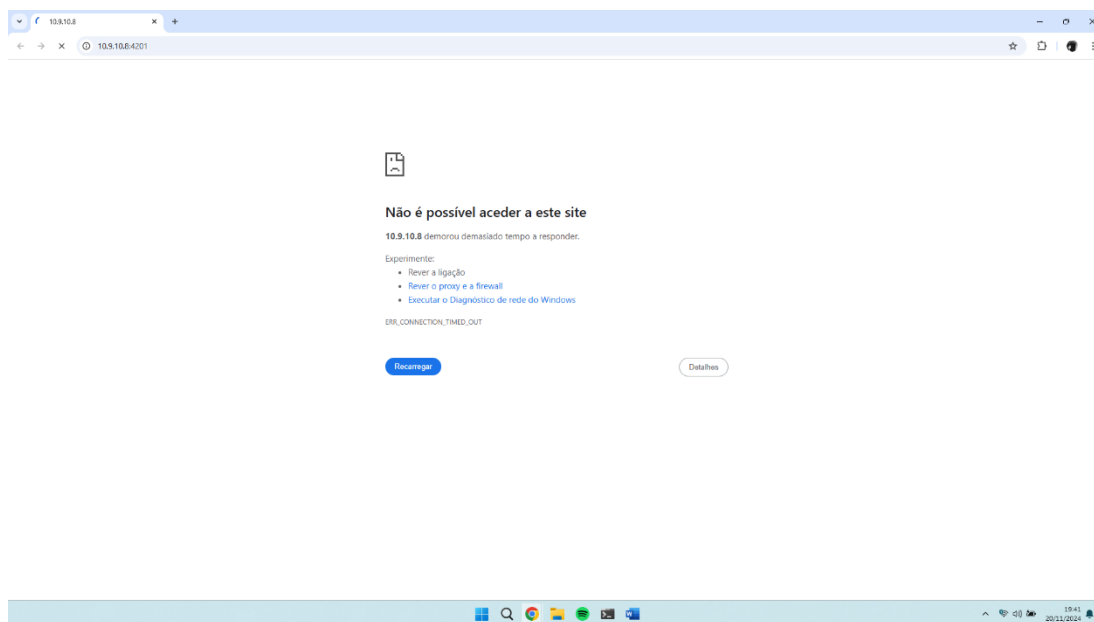 10.9.10.8
10.9.10.8:4201
Não é possível aceder a este site
10.9.10.8 demorou demasiado tempo a responder.
Experimente:
Rever a ligação
Rever o proxy e a firewall
Executar o Diagnóstico de rede do Windows
ERR_CONNECTION_TIMED_OUT
Recarregar
Detalhes
19:41
20/11/2024